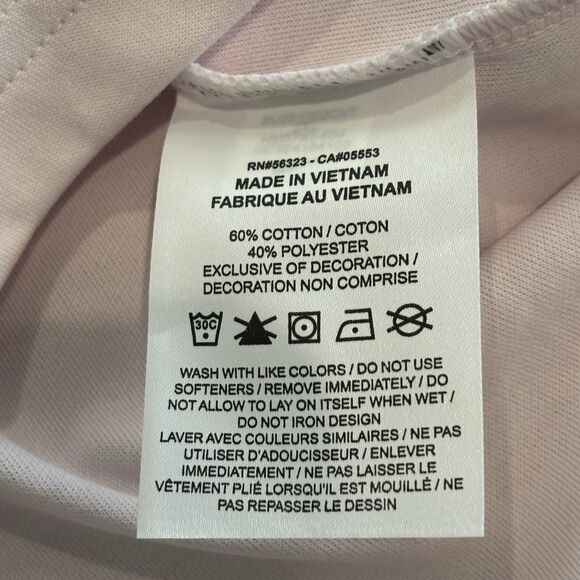 RN#56323 - CA#05553
MADE IN VIETNAM
FABRIQUE AU VIETNAM
60% COTTON / COTON
40% POLYESTER
EXCLUSIVE OF DECORATION /
DECORATION NON COMPRISE
30C
WASH WITH LIKE COLORS / DO NOT USE
SOFTENERS / REMOVE IMMEDIATELY / DO
NOT ALLOW TO LAY ON ITSELF WHEN WET /
DO NOT IRON DESIGN
LAVER AVEC COULEURS SIMILAIRES / NE PAS
UTILISER D'ADOUCISSEUR / ENLEVER
IMMEDIATEMENT / NE PAS LAISSER LE
VÊTEMENT PLIÉ LORSQU'IL EST MOUILLÉ / NE
PAS REPASSER LE DESSIN